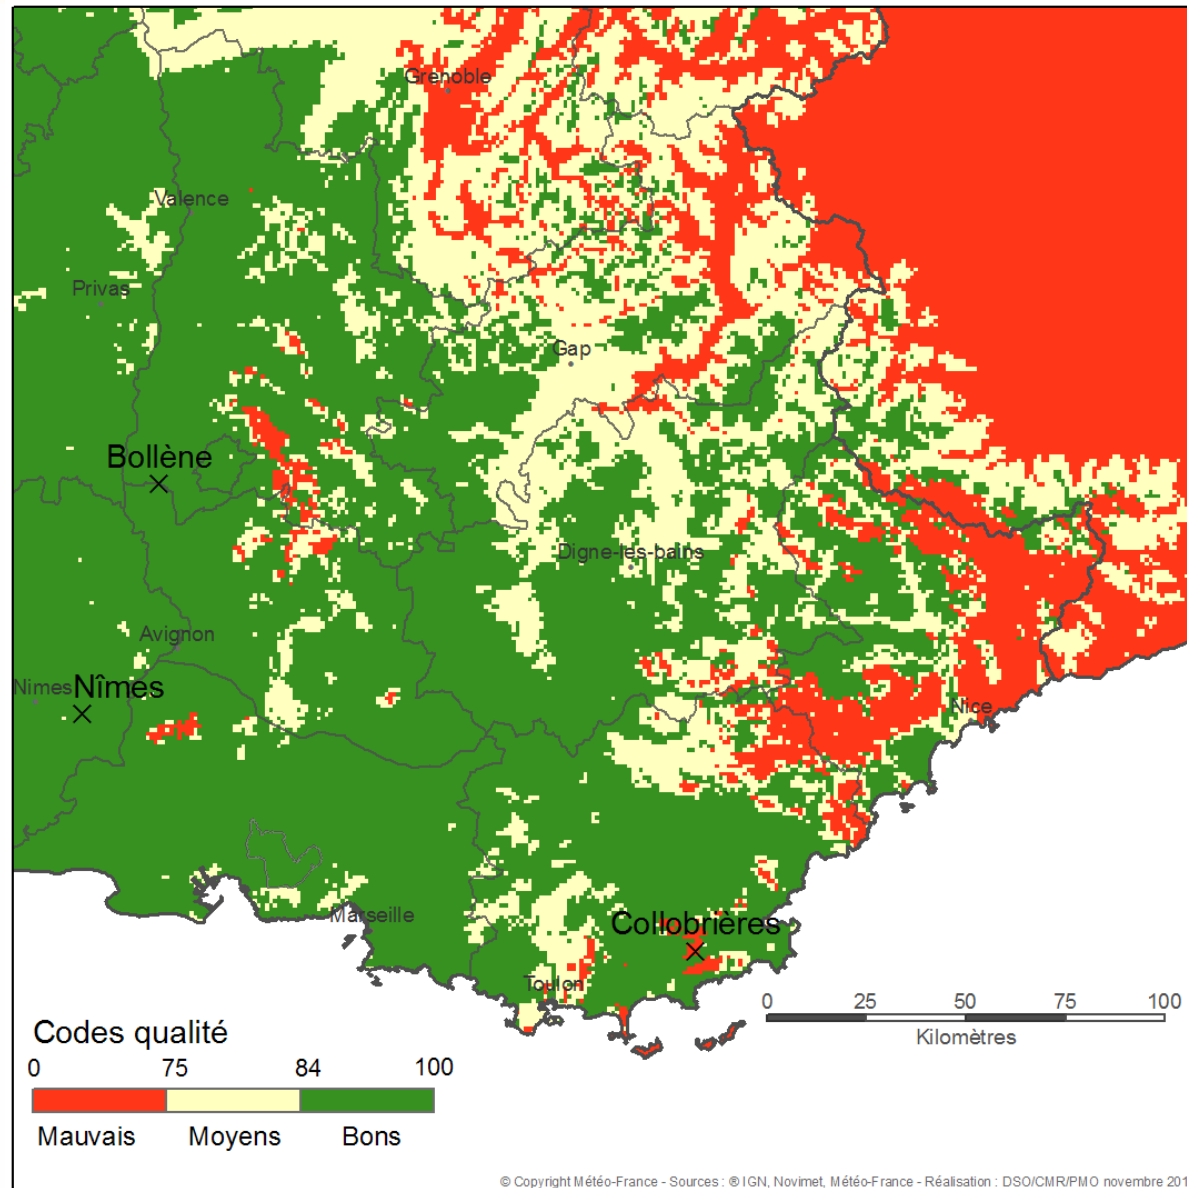 Grenoble
Valence
Privas
Gap
Bollène
Digne-les-bains
Avignon
Nimes Nîmes
Nice
Collobrières
Marseille
Toulon
0 25 50 75 100
Kilomètres
Codes qualité
0 75 84 100
Mauvais Moyens Bons
© Copyright Météo-France - Sources : ® IGN, Novimet, Météo-France - Réalisation : DSO/CMR/PMO novembre 201